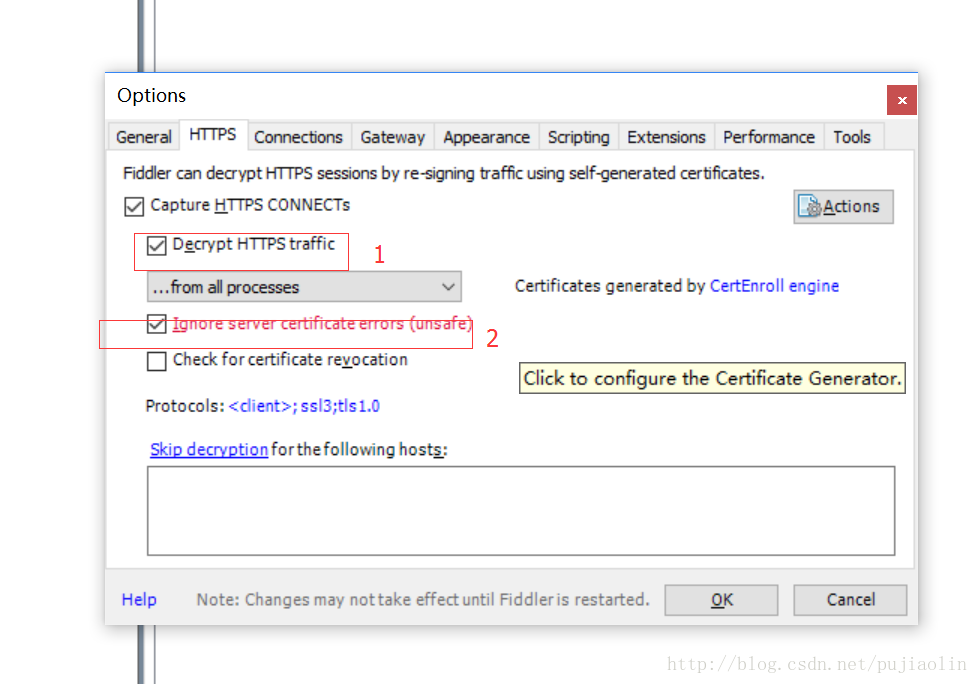 Options
x
General HTTPS Connections Gateway Appearance Scripting Extensions Performance Tools
Fiddler can decrypt HTTPS sessions by re-signing traffic using self-generated certificates.
Capture HTTPS CONNECTs
Actions
Decrypt HTTPS traffic
1
...from all processes
Certificates generated by CertEnroll engine
Ignore server certificate errors (unsafe)
2
Check for certificate revocation
Click to configure the Certificate Generator.
Protocols: <client>; ssl3;tls1.0
Skip decryption for the following hosts:
Help
Note: Changes may not take effect until Fiddler is restarted.
OK
Cancel
http://blog.csdn.net/pujiaolin